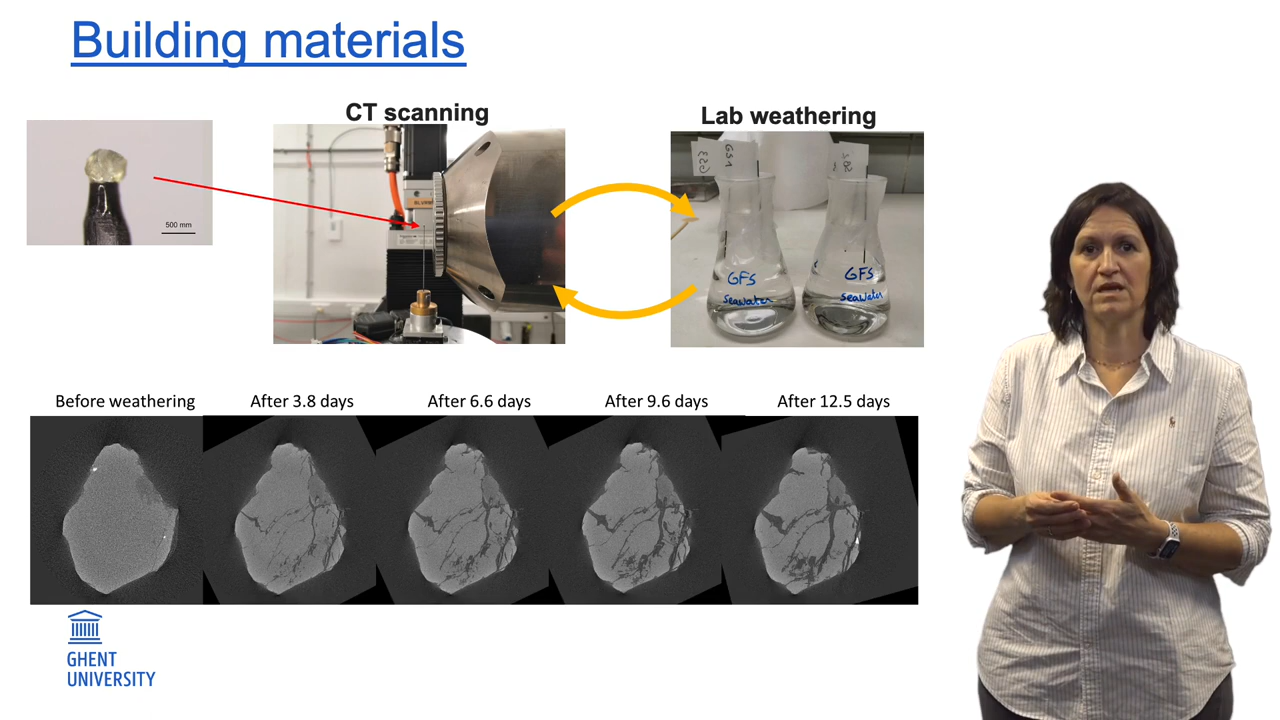 Building materials
CT scanning
Lab weathering
500 mm
GS1
GFS
seawater
GFS
seawater
Before weathering
After 3.8 days
After 6.6 days
After 9.6 days
After 12.5 days
GHENT
UNIVERSITY